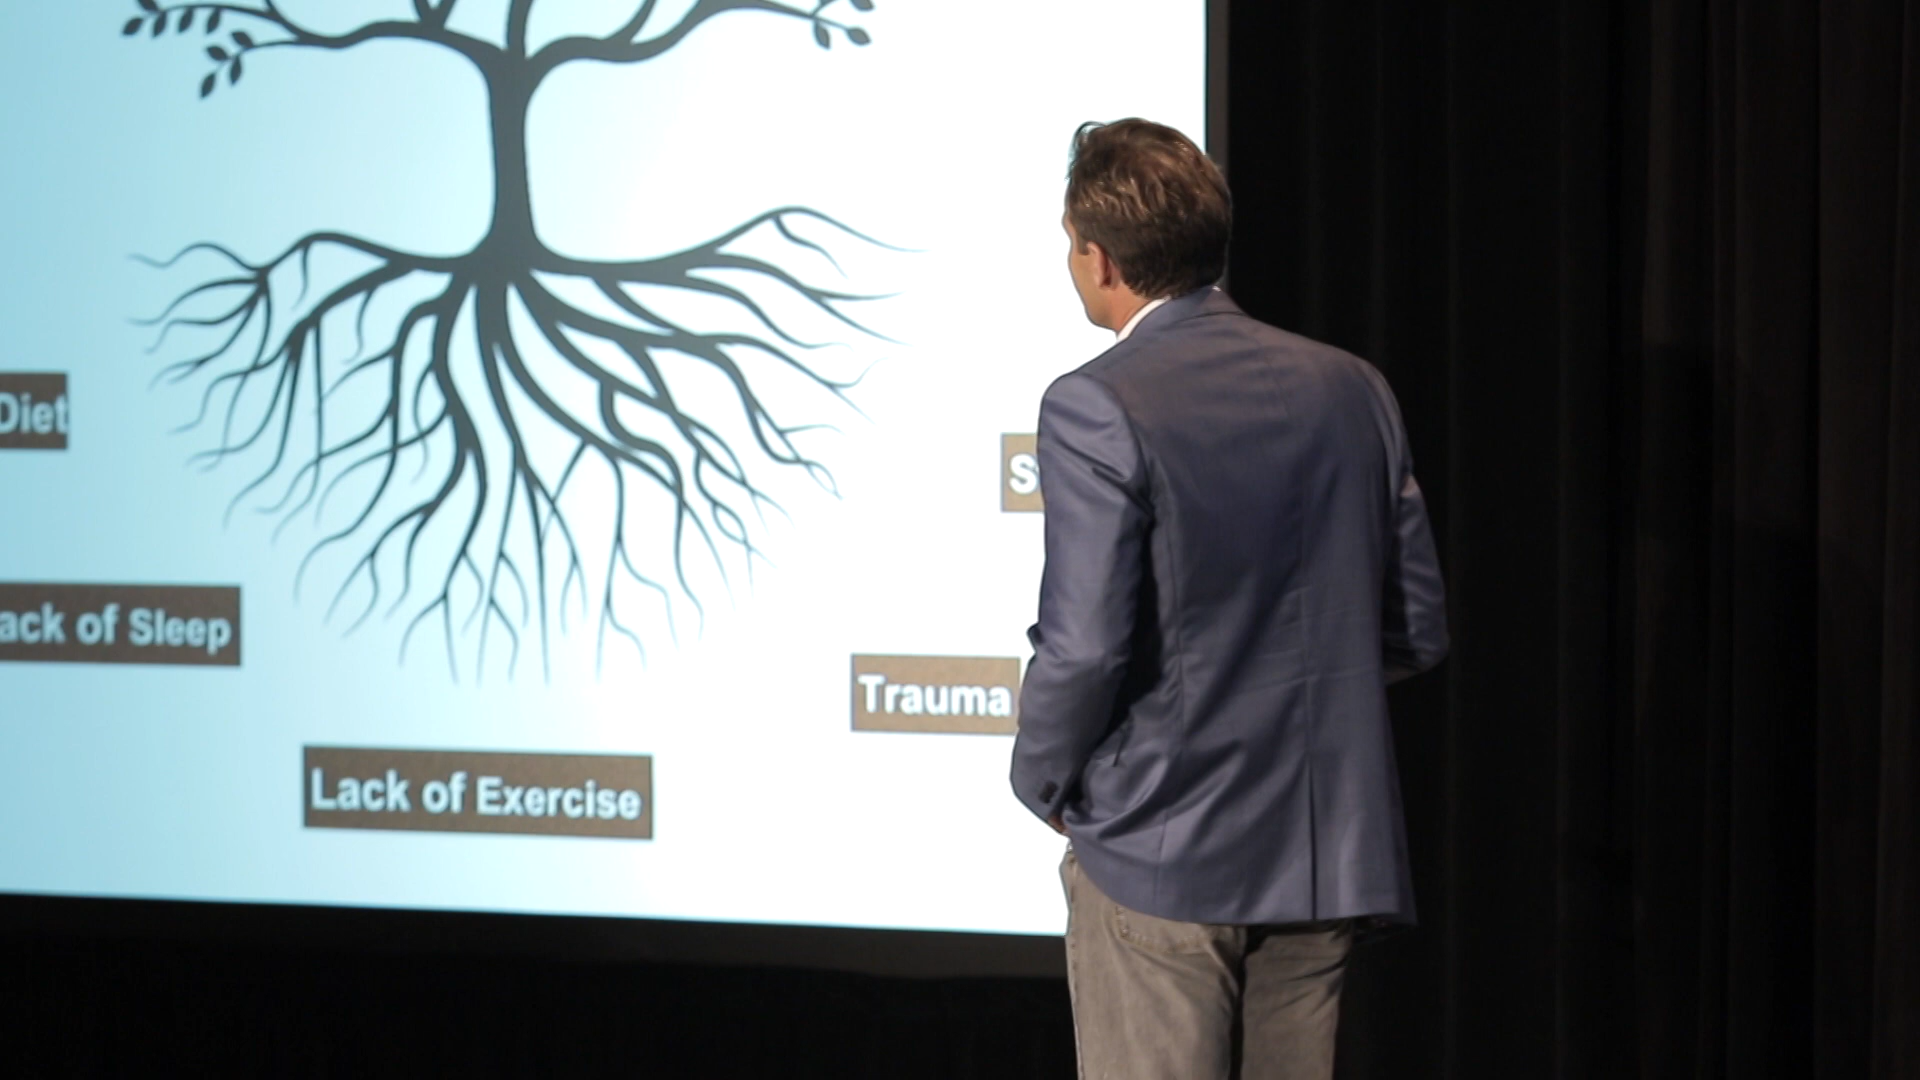 Diet
ack of Sleep
Trauma
Lack of Exercise